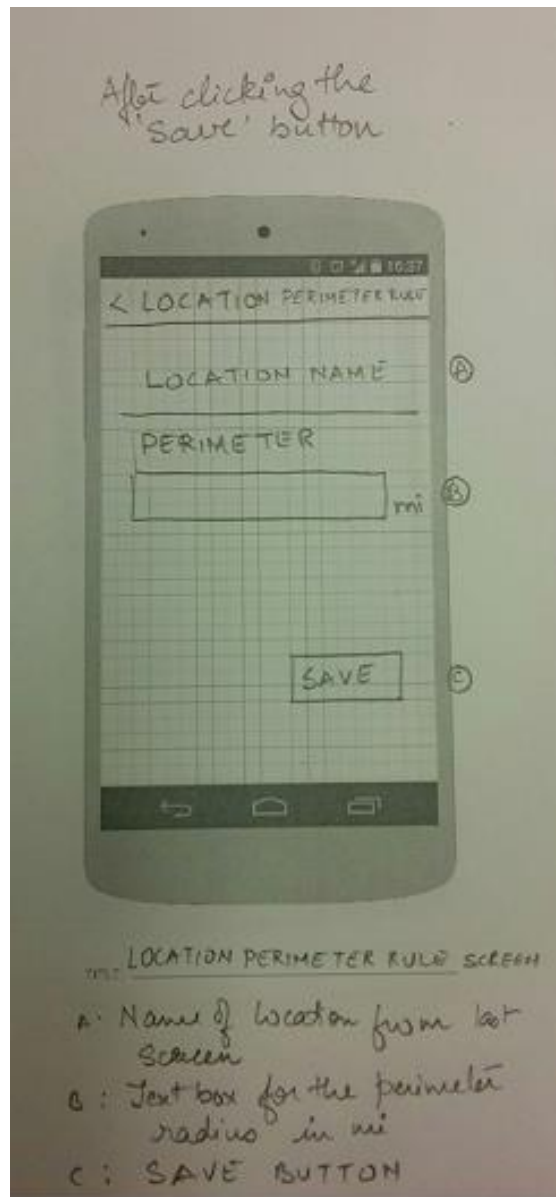 After clicking the
'Save' button
16:37
< LOCATION PERIMETER RULE
LOCATION NAME A
PERIMETER
mi B
SAVE C
LOCATION PERIMETER RULE SCREEN
A: Name of location from last
screen
B: Text box for the perimeter
radius in mi
C: SAVE BUTTON